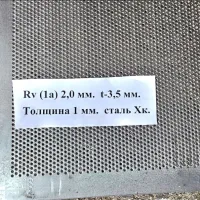 Rv (1a) 2,0 мм. t-3,5 мм.
Толщина 1 мм. сталь Хк.